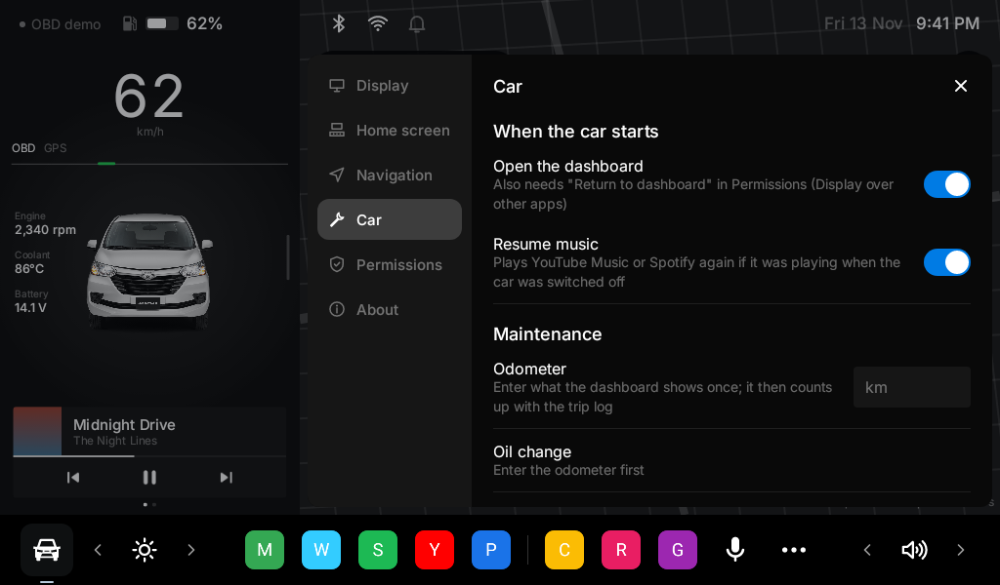 OBD demo
62%
Fri 13 Nov 9:41 PM
62
km/h
OBD GPS
Engine
2,340 rpm
Coolant
86°C
Battery
14.1 V
Midnight Drive
The Night Lines
Display
Home screen
Navigation
Car
Permissions
About
Car
When the car starts
Open the dashboard
Also needs "Return to dashboard" in Permissions (Display over
other apps)
Resume music
Plays YouTube Music or Spotify again if it was playing when the
car was switched off
Maintenance
Odometer
Enter what the dashboard shows once; it then counts
up with the trip log
km
Oil change
Enter the odometer first
M W S Y P C R G